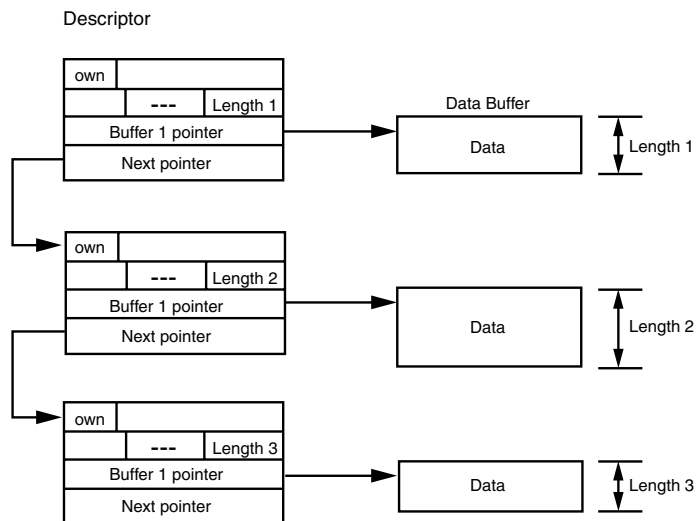 Descriptor
own
--- Length 1
Data Buffer
Buffer 1 pointer
Data
Length 1
Next pointer
own
--- Length 2
Buffer 1 pointer
Data
Length 2
Next pointer
own
--- Length 3
Buffer 1 pointer
Data
Length 3
Next pointer